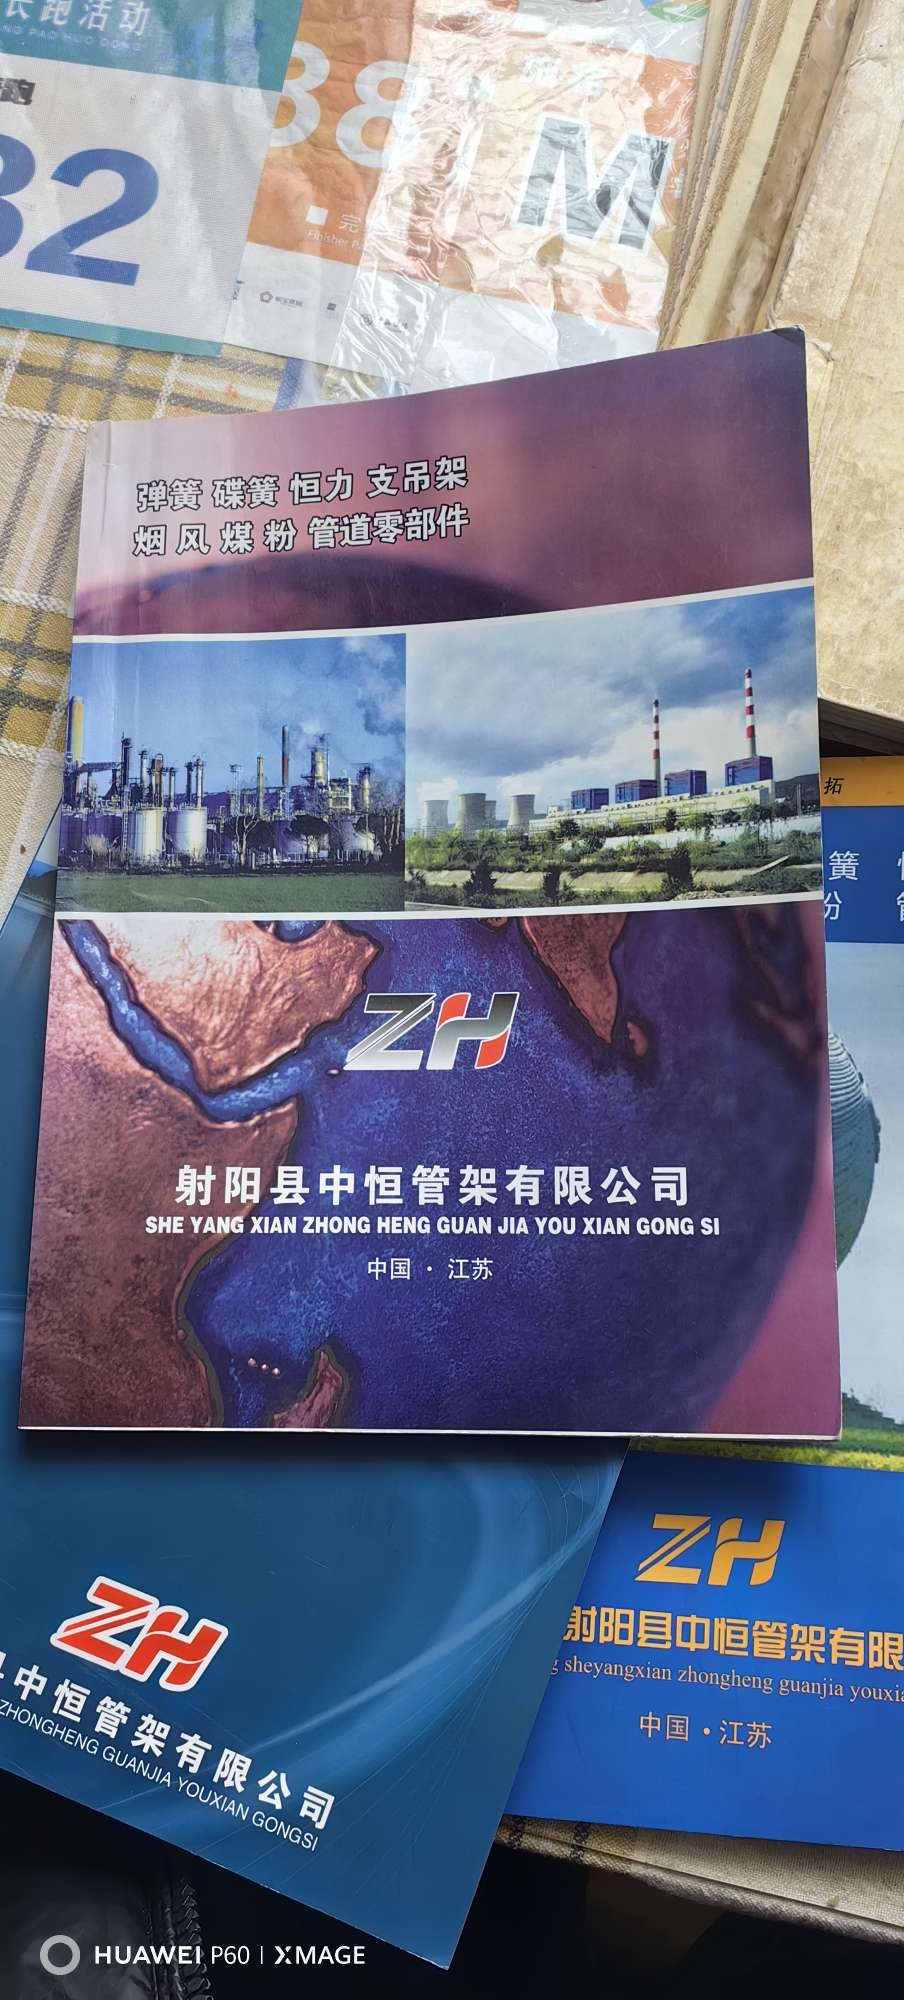 长跑活动
跑
32
88
完
Finisher P
M
弹簧 碟簧 恒力 支吊架
烟 风 煤 粉 管道零部件
ZH
射阳县中恒管架有限公司
SHE YANG XIAN ZHONG HENG GUAN JIA YOU XIAN GONG SI
中国 · 江苏
拓
簧
粉
ZH
射阳县中恒管架有限
sheyangxian zhongheng guanjia youxia
中国 · 江苏
ZH
县中恒管架有限公司
ZHONGHENG GUANJIA YOUXIAN GONGSI
HUAWEI P60 | XMAGE